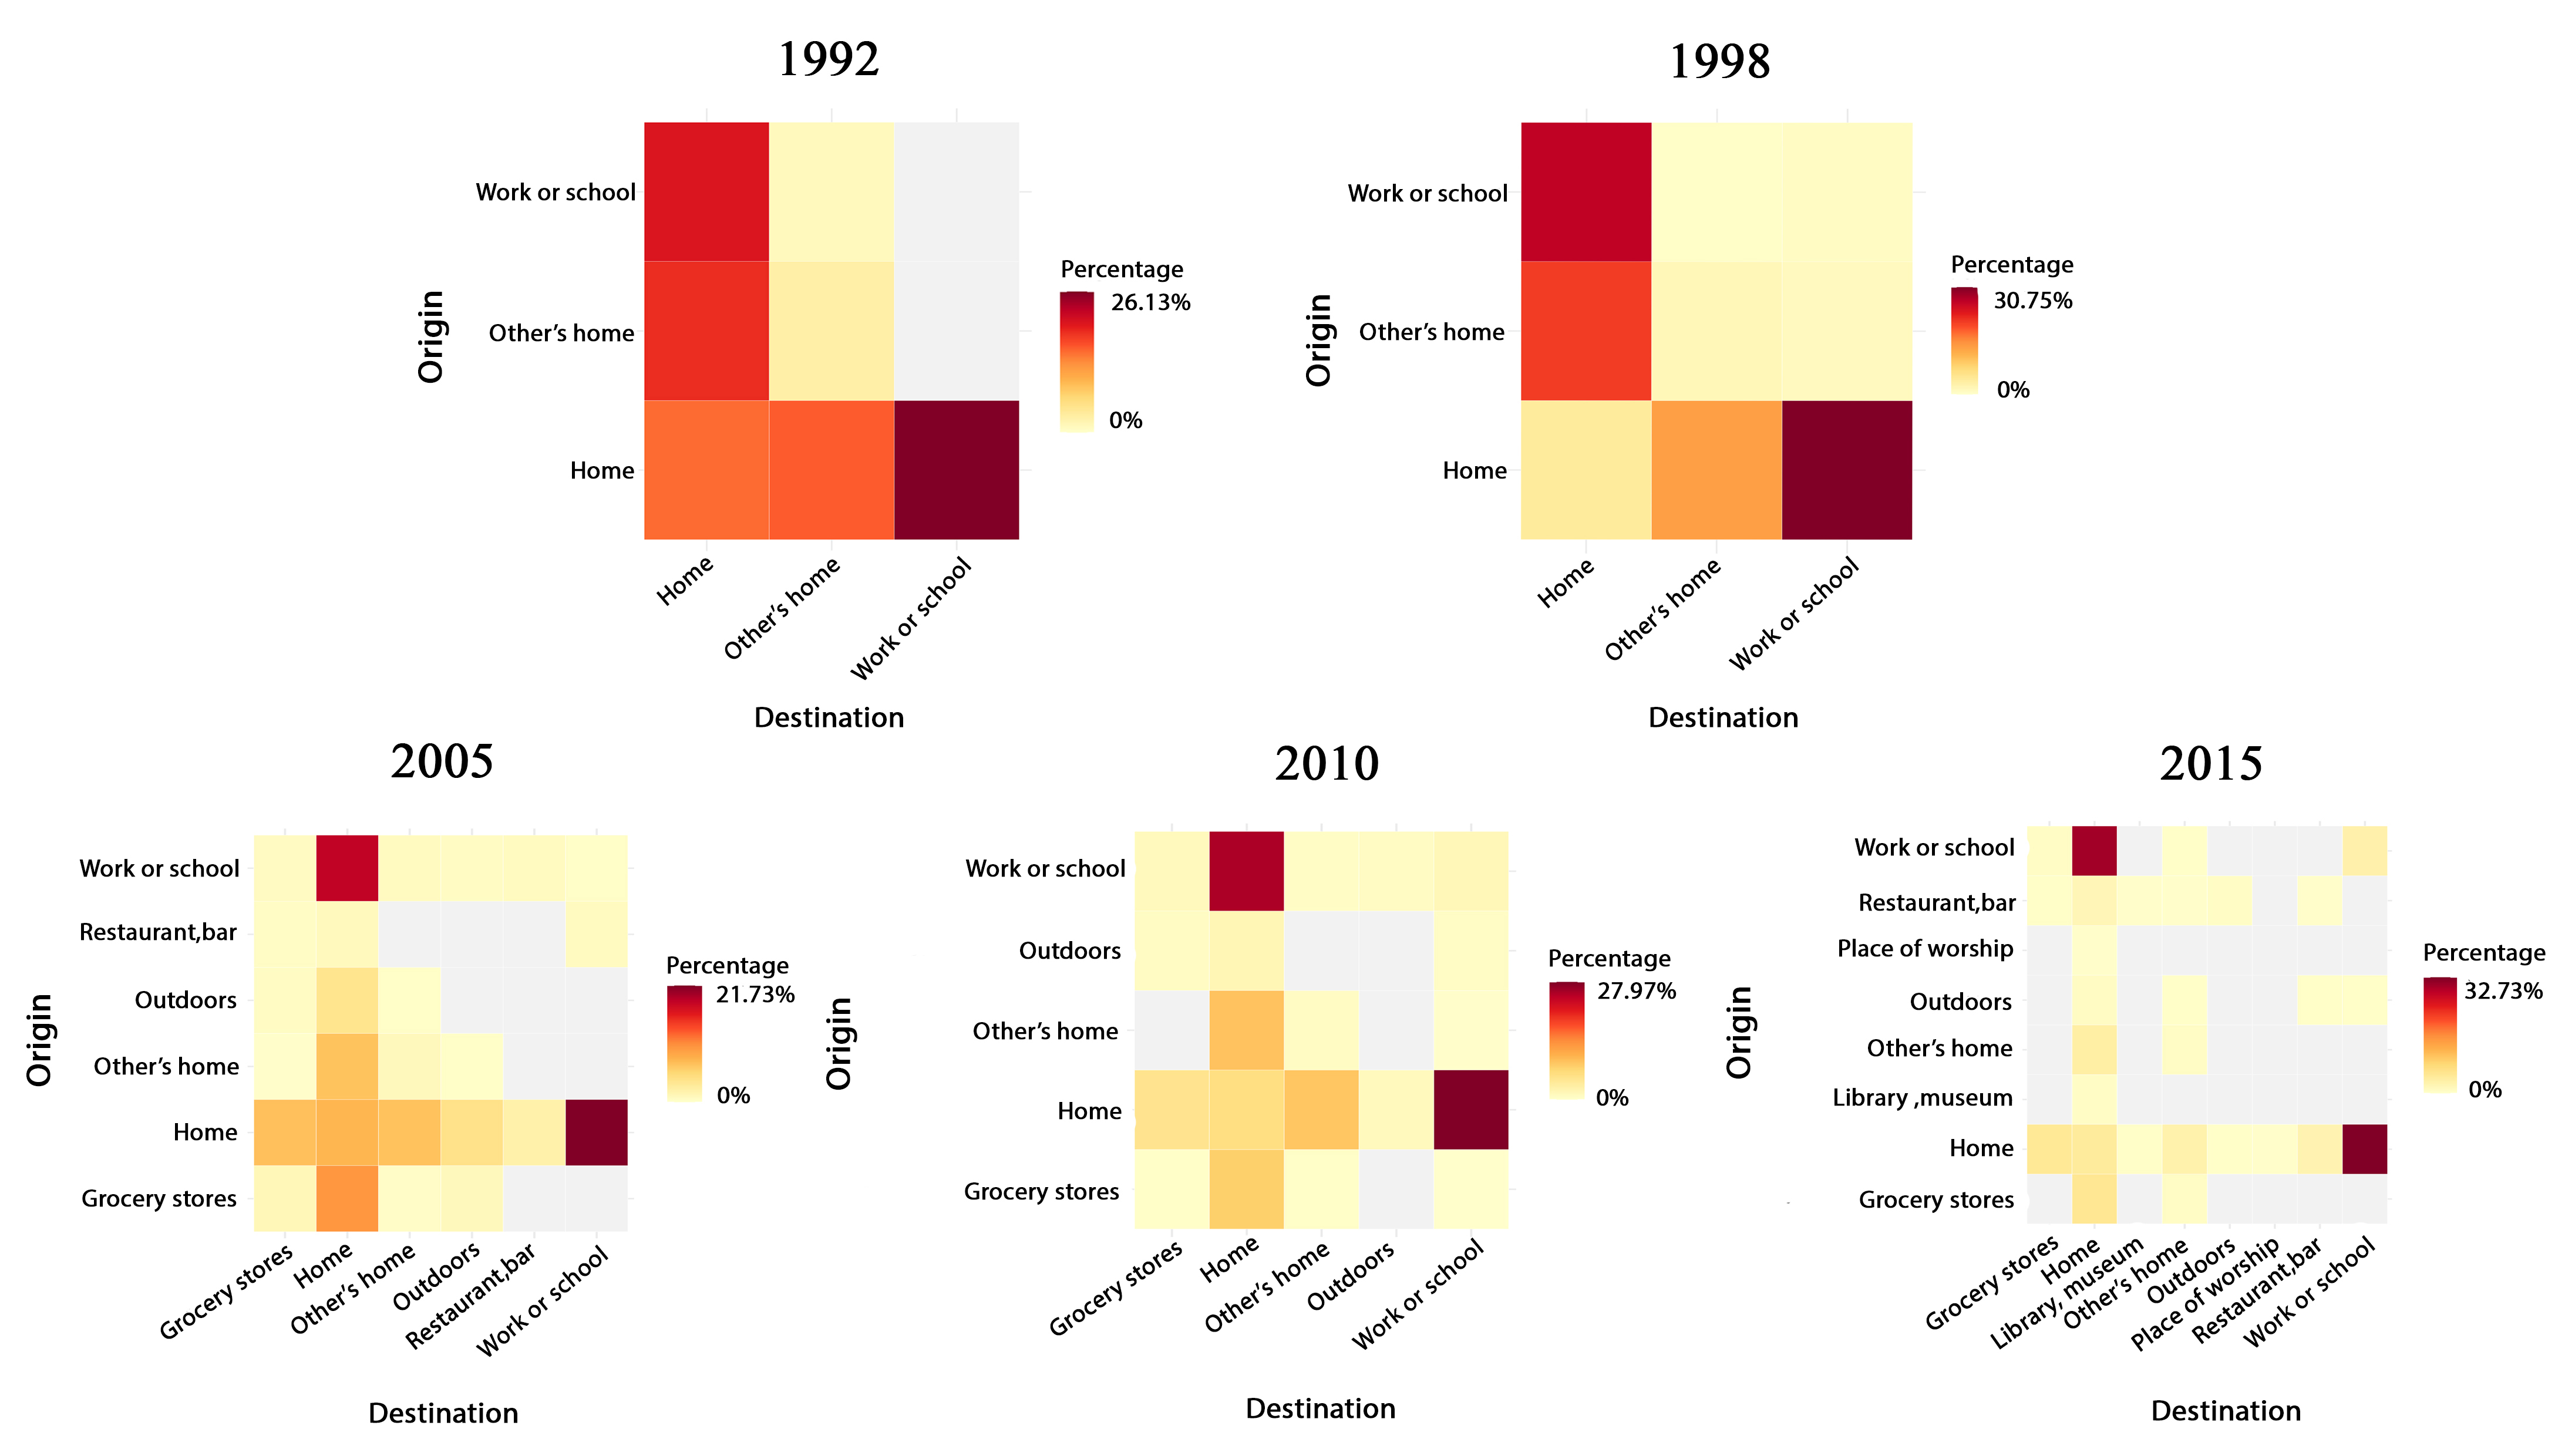 1992
Work or school
Other’s home
Home
Origin
Home
Other’s home
Work or school
Destination
Percentage
26.13%
0%
1998
Work or school
Other’s home
Home
Origin
Home
Other’s home
Work or school
Destination
Percentage
30.75%
0%
2005
Work or school
Restaurant,bar
Outdoors
Other’s home
Home
Grocery stores
Origin
Grocery stores
Home
Other’s home
Outdoors
Restaurant,bar
Work or school
Destination
Percentage
21.73%
0%
2010
Work or school
Outdoors
Other’s home
Home
Grocery stores
Origin
Grocery stores
Home
Other’s home
Outdoors
Work or school
Destination
Percentage
27.97%
0%
2015
Work or school
Restaurant,bar
Place of worship
Outdoors
Other’s home
Library ,museum
Home
Grocery stores
Origin
Grocery stores
Home
Library, museum
Other’s home
Outdoors
Place of worship
Restaurant,bar
Work or school
Destination
Percentage
32.73%
0%